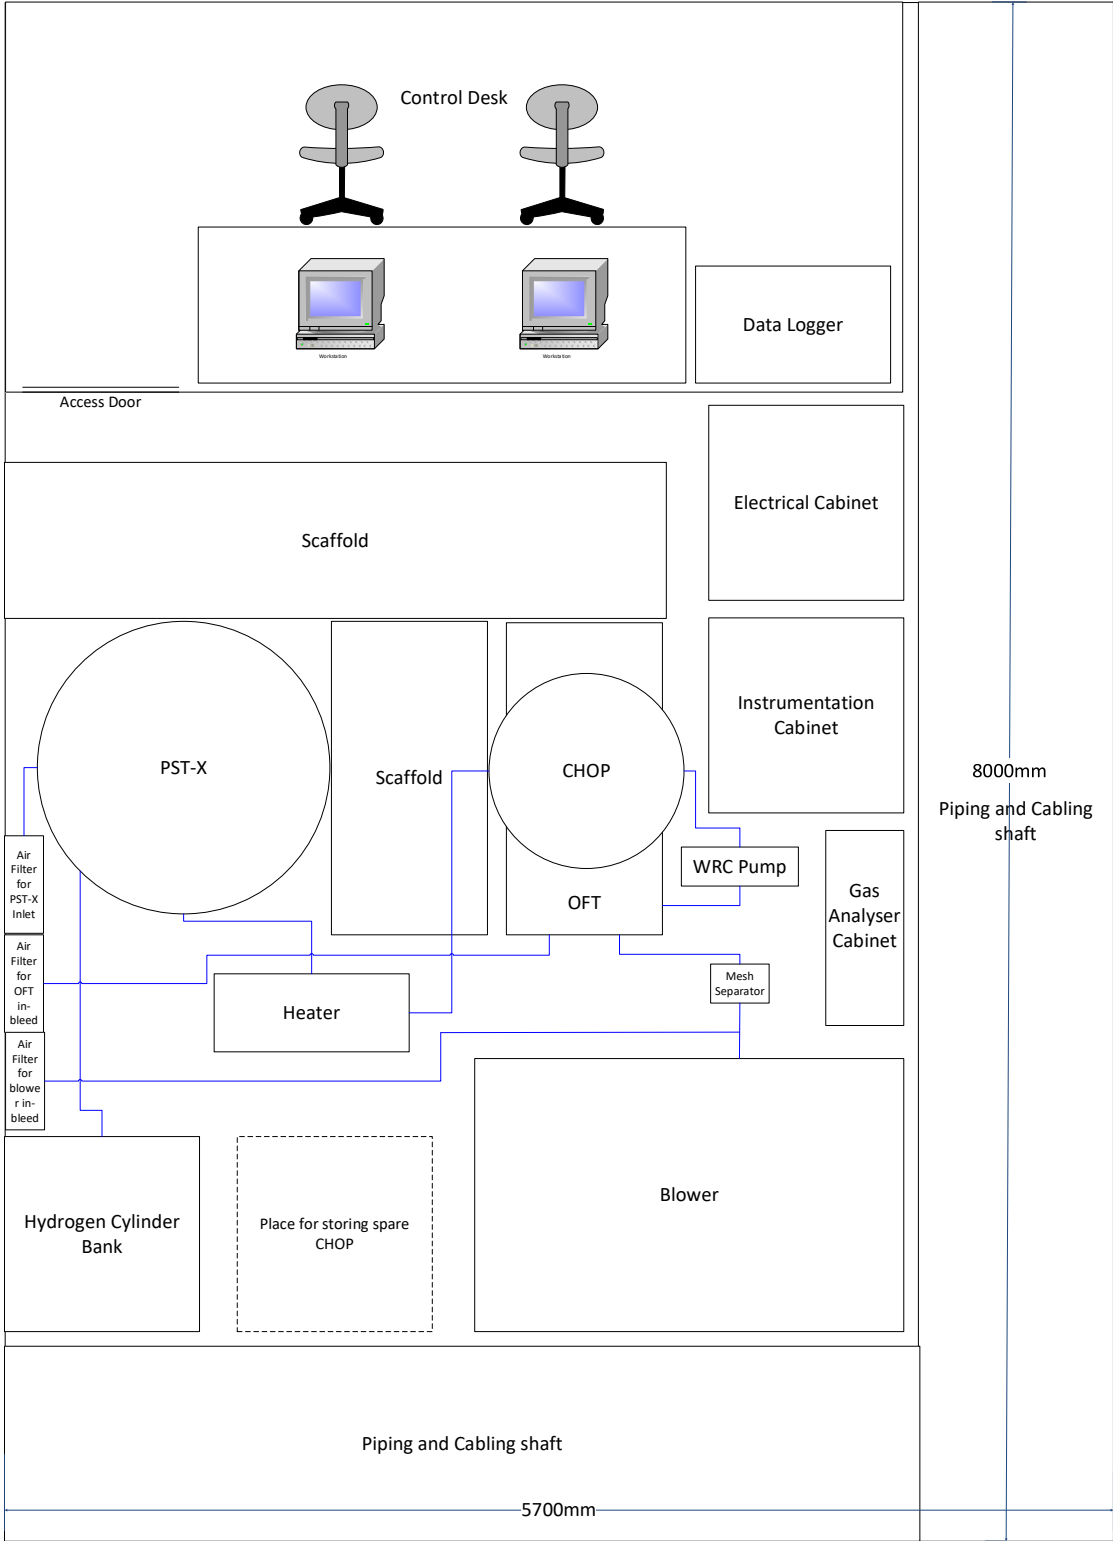 Control Desk
Workstation
Workstation
Data Logger
Access Door
Electrical Cabinet
Scaffold
Instrumentation
Cabinet
PST-X
Scaffold
CHOP
8000mm
Piping and Cabling
shaft
Air
Filter
for
PST-X
Inlet
WRC Pump
OFT
Gas
Analyser
Cabinet
Air
Filter
for
OFT
in-
bleed
Mesh
Separator
Heater
Air
Filter
for
blowe
r in-
bleed
Blower
Hydrogen Cylinder
Bank
Place for storing spare
CHOP
Piping and Cabling shaft
5700mm